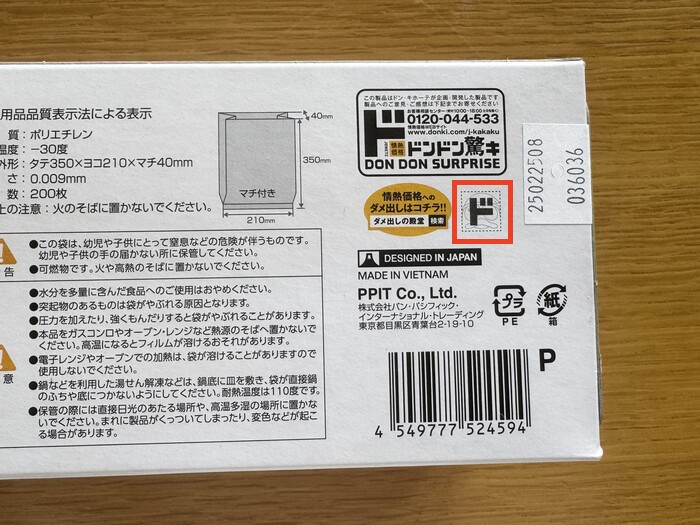 用品品質表示法による表示
質：ポリエチレン
温度：－30度
外形：タテ350×ヨコ210×マチ40mm
さ：0.009mm
数：200枚
上の注意：火のそばに置かないでください。
40mm
350mm
マチ付き
210mm
告
●この袋は、幼児や子供にとって窒息などの危険が伴うものです。
幼児や子供の手の届かない所に保管してください。
●可燃物です。火や高熱のそばに置かないでください。
意
●水分を多量に含んだ食品へのご使用はおやめください。
●突起物のあるものは袋がやぶれる原因となります。
●圧力を加えたり、強くもんだりすると袋がやぶれることがあります。
●本品をガスコンロやオーブン・レンジなど熱源のそばへ置かないで
ください。高温になるとフィルムが溶けるおそれがあります。
●電子レンジやオーブンでの加熱は、袋が溶けることがありますので
使用しないでください。
●鍋などを利用した湯せん解凍などは、鍋底に皿を敷き、袋が直接鍋
のふちや底につかないようにしてください。耐熱温度は110度です。
●保管の際には直接日光のあたる場所や、高温多湿の場所に置かな
いでください。まれに製品がくっついてしまったり、変色などが起こ
る場合があります。
この製品はドン・キホーテが企画・開発した製品です
製品へのご意見・ご感想は下記までお寄せください
お客様相談センター(受付10:00-18:00)
0120-044-533
情熱価格WEBサイト
www.donki.com/j-kakaku
ド
情熱価格
ドンドン驚キ
DON DON SURPRISE
情熱価格への
ダメ出しはコチラ!!
ダメ出しの殿堂 検索
ド
DESIGNED IN JAPAN
MADE IN VIETNAM
PPIT Co., Ltd.
株式会社パン・パシフィック・
インターナショナル・トレーディング
東京都目黒区青葉台2-19-10
プラ
PE
紙
箱
P
4 549777 524594
25022508
036036